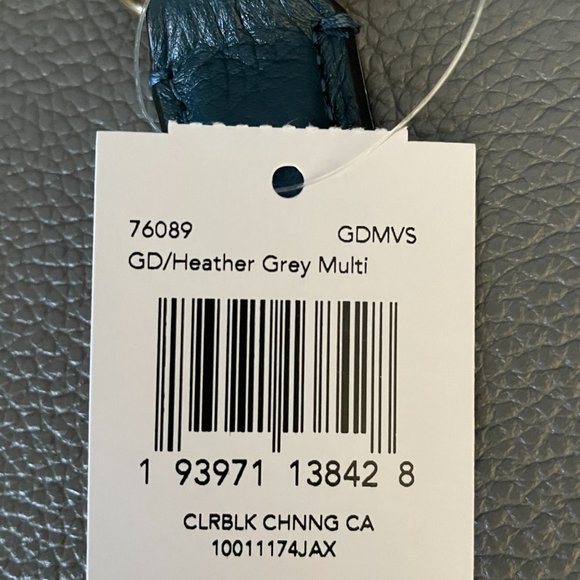 76089 GDMVS
GD/Heather Grey Multi
1 93971 13842 8
CLRBLK CHNNG CA
10011174JAX